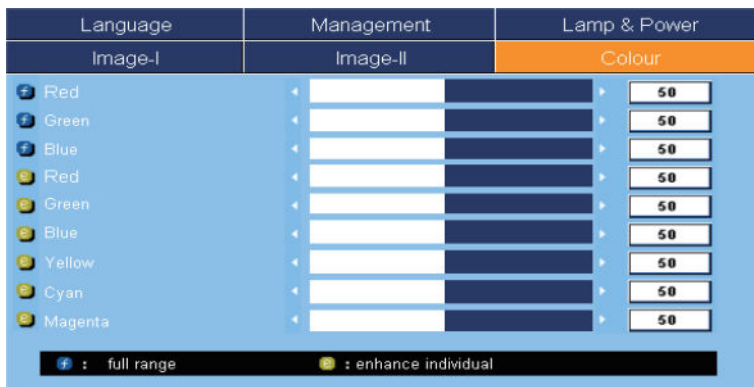 Language Management Lamp & Power
Image-I Image-II Colour
f Red 50
f Green 50
f Blue 50
e Red 50
e Green 50
e Blue 50
e Yellow 50
e Cyan 50
e Magenta 50
f : full range e : enhance individual